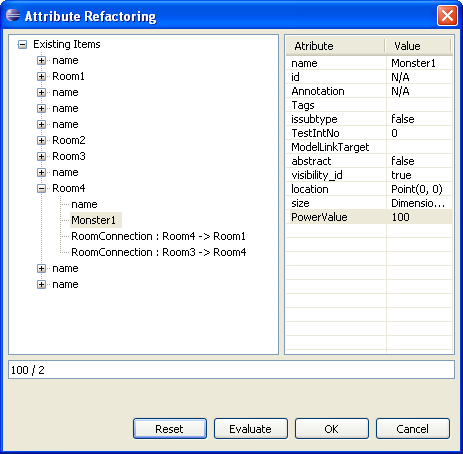 Attribute Refactoring
Existing Items
name
Room1
name
name
name
Room2
Room3
name
Room4
name
Monster1
RoomConnection : Room4 -> Room1
RoomConnection : Room3 -> Room4
name
name
Atribute Value
name Monster1
id N/A
Annotation N/A
Tags
issubtype false
TestIntNo 0
ModelLinkTarget
abstract false
visibility_id true
location Point(0, 0)
size Dimensio...
PowerValue 100
100 / 2
Reset Evaluate OK Cancel